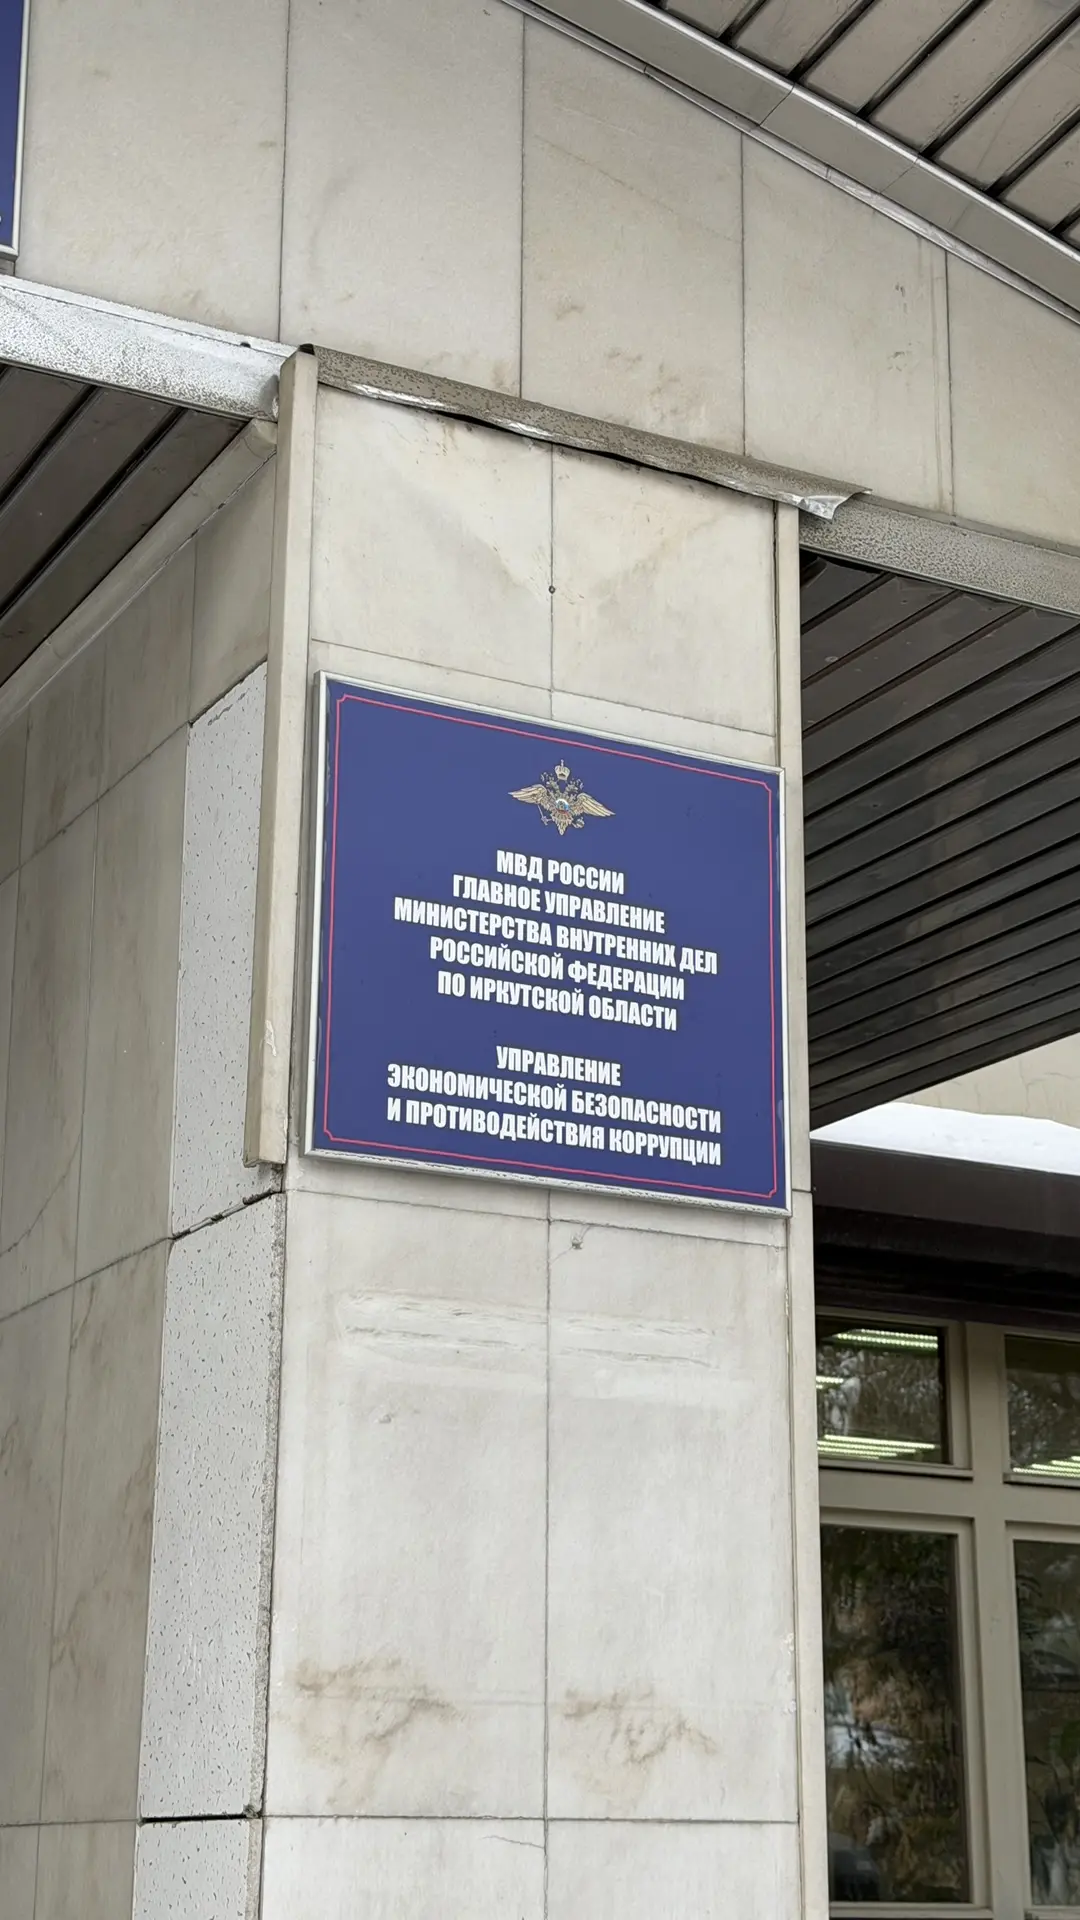 МВД РОССИИ
ГЛАВНОЕ УПРАВЛЕНИЕ
МИНИСТЕРСТВА ВНУТРЕННИХ ДЕЛ
РОССИЙСКОЙ ФЕДЕРАЦИИ
ПО ИРКУТСКОЙ ОБЛАСТИ
УПРАВЛЕНИЕ
ЭКОНОМИЧЕСКОЙ БЕЗОПАСНОСТИ
И ПРОТИВОДЕЙСТВИЯ КОРРУПЦИИ